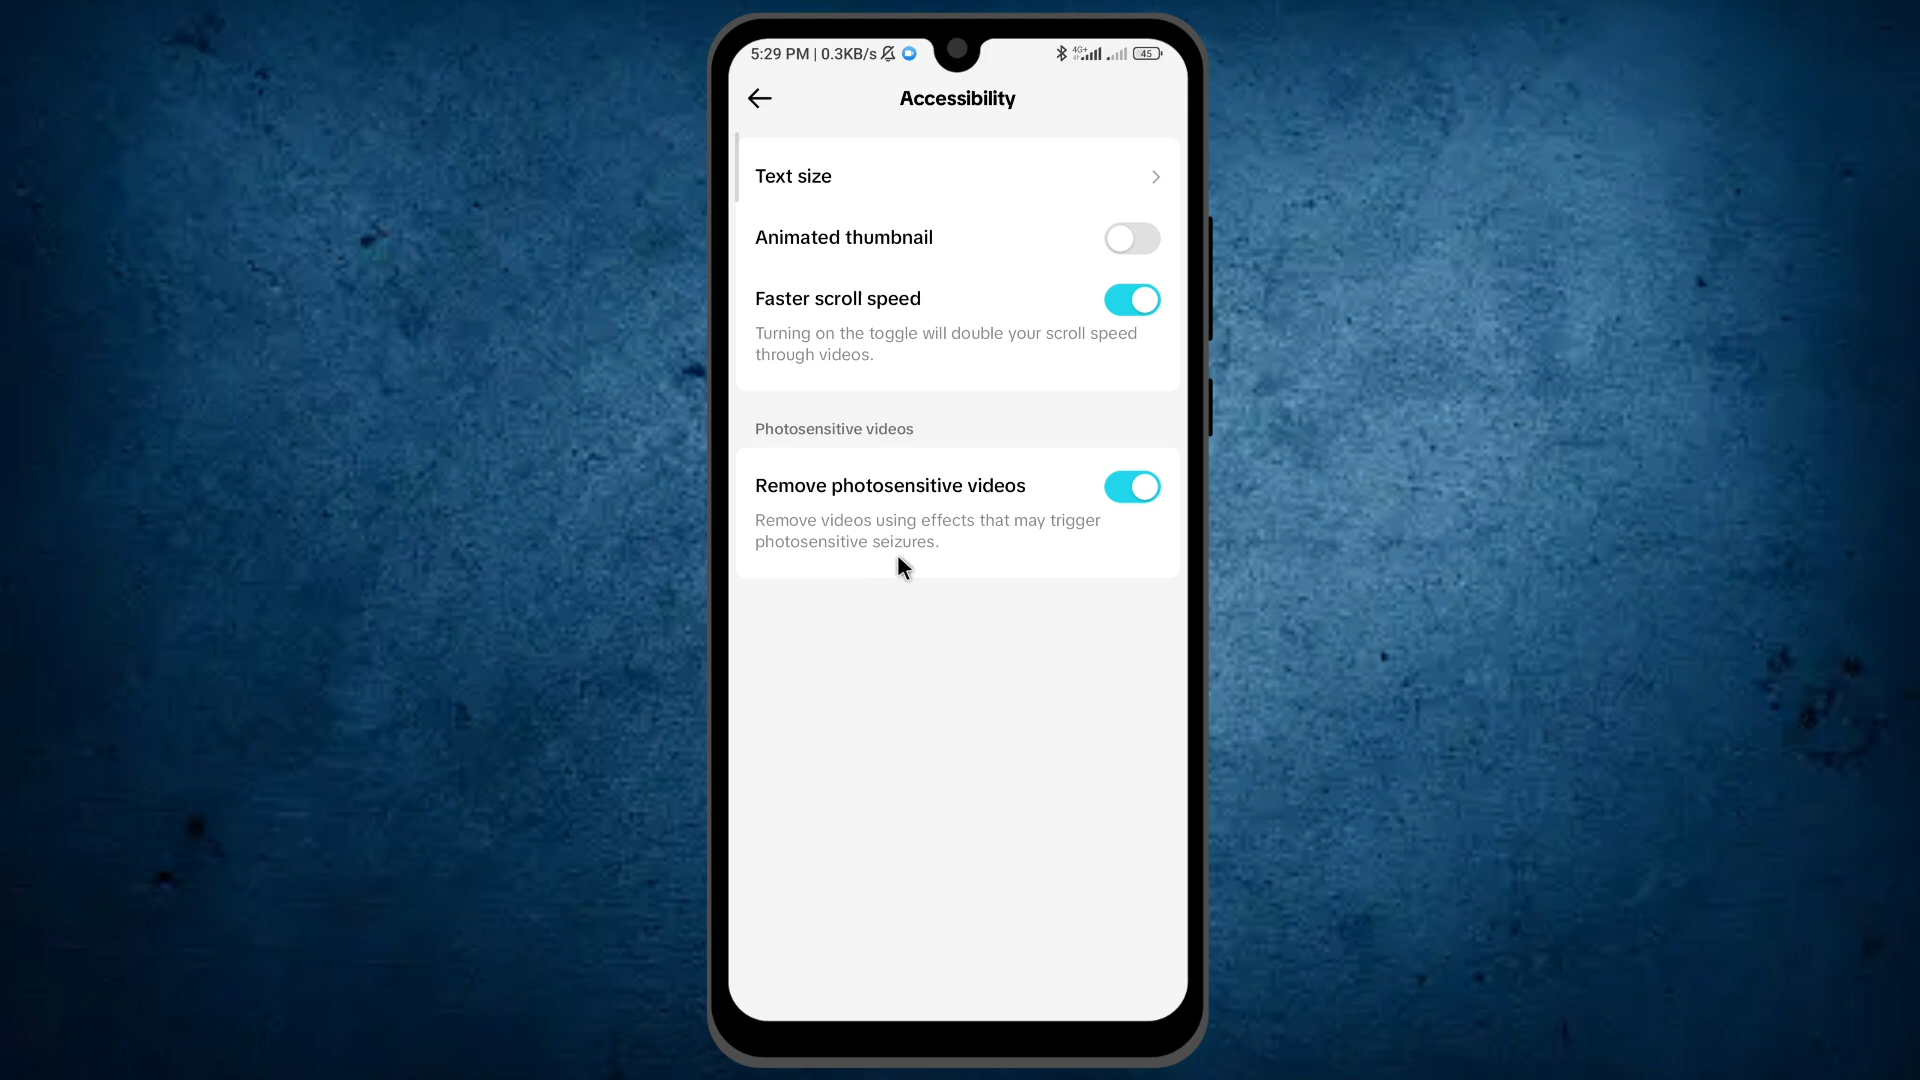 5:29 PM | 0.3KB/s
4G+
45
Accessibility
Text size
Animated thumbnail
Faster scroll speed
Turning on the toggle will double your scroll speed
through videos.
Photosensitive videos
Remove photosensitive videos
Remove videos using effects that may trigger
photosensitive seizures.